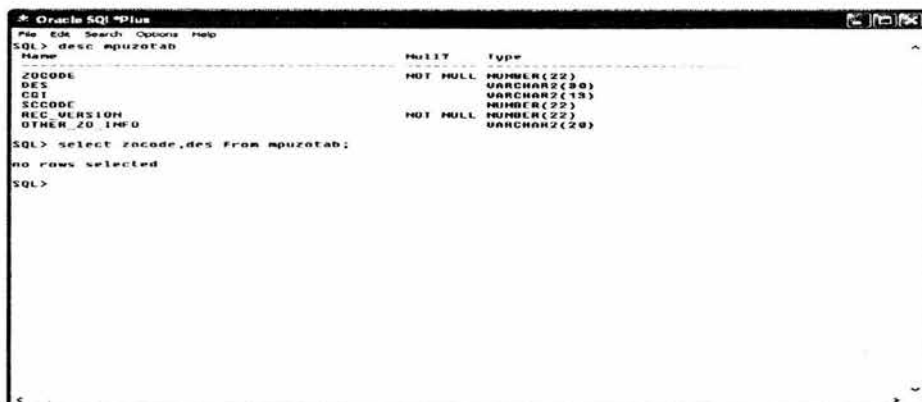 Oracle SQL *Plus
File Edit Search Options Help
SQL> desc mpuzotab
Name Null? Type
ZOCODE NOT NULL NUMBER(22)
DES VARCHAR2(30)
CGI VARCHAR2(13)
SCCODE NUMBER(22)
REC_VERSION NOT NULL NUMBER(22)
OTHER_ZO_INFO VARCHAR2(20)
SQL> select zocode,des from mpuzotab;
no rows selected
SQL>